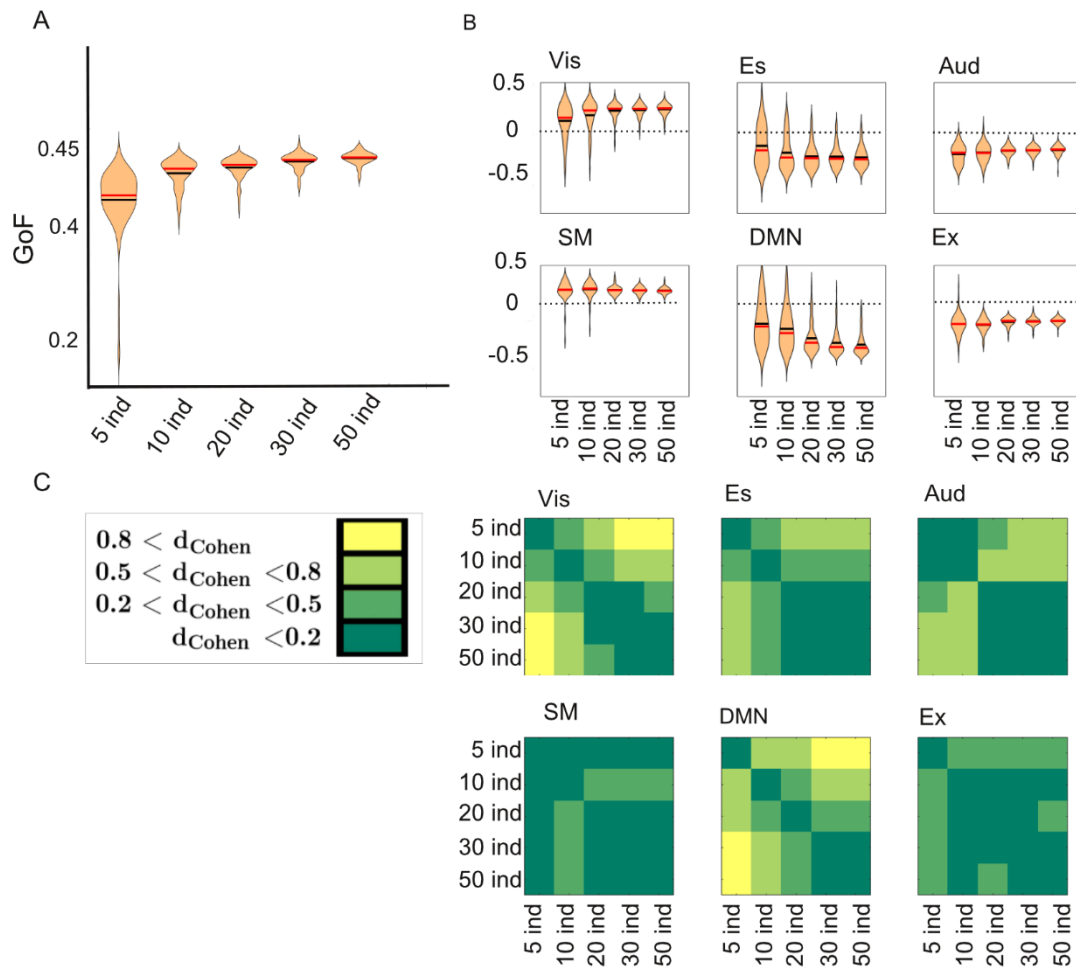 A
GoF
0.45
0.4
0.2
5 ind
10 ind
20 ind
30 ind
50 ind
B
Vis
Es
Aud
0.5
0
-0.5
SM
DMN
Ex
0.5
0
-0.5
5 ind
10 ind
20 ind
30 ind
50 ind
5 ind
10 ind
20 ind
30 ind
50 ind
5 ind
10 ind
20 ind
30 ind
50 ind
C
0.8 < dCohen
0.5 < dCohen <0.8
0.2 < dCohen <0.5
dCohen <0.2
Vis
Es
Aud
5 ind
10 ind
20 ind
30 ind
50 ind
SM
DMN
Ex
5 ind
10 ind
20 ind
30 ind
50 ind
5 ind
10 ind
20 ind
30 ind
50 ind
5 ind
10 ind
20 ind
30 ind
50 ind
5 ind
10 ind
20 ind
30 ind
50 ind